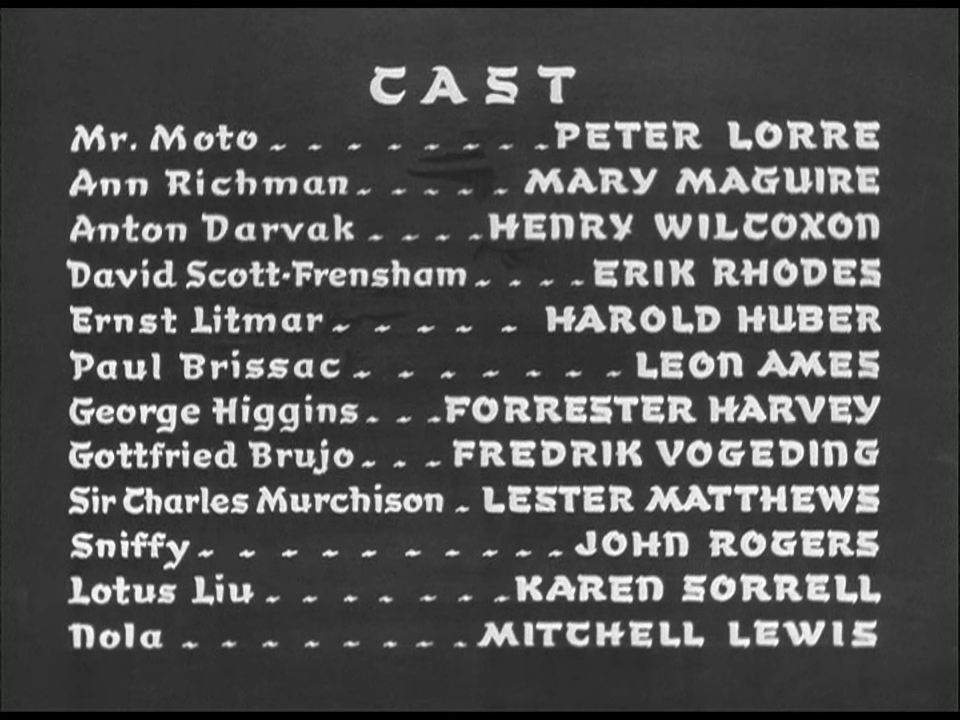 CAST
Mr. Moto - - - - - - - - PETER LORRE
Ann Richman - - - - - MARY MAGUIRE
Anton Darvak - - - - HENRY WILCOXON
David Scott-Frensham - - - - ERIK RHODES
Ernst Litmar - - - - - HAROLD HUBER
Paul Brissac - - - - - - - LEON AMES
George Higgins - - - FORRESTER HARVEY
Gottfried Brujo - - - FREDRIK VOGEDING
Sir Charles Murchison - LESTER MATTHEWS
Sniffy - - - - - - - - - - JOHN ROGERS
Lotus Liu - - - - - - - KAREN SORRELL
Nola - - - - - - - - MITCHELL LEWIS